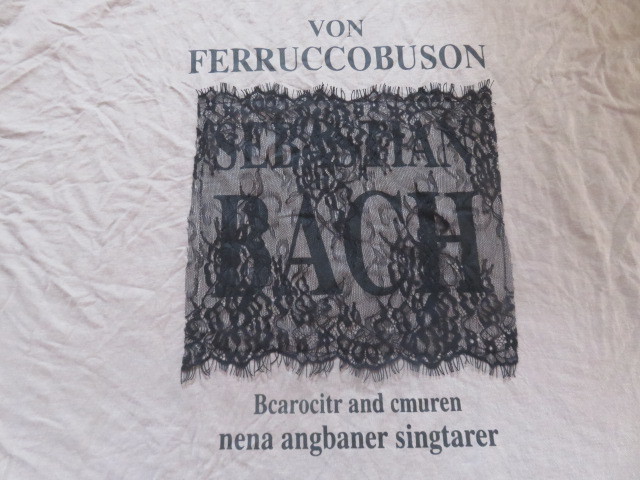 VON
FERRUCCOBUSON
SEBASTIAN
BACH
Bcarocitr and cmuren
nena angbaner singtarer